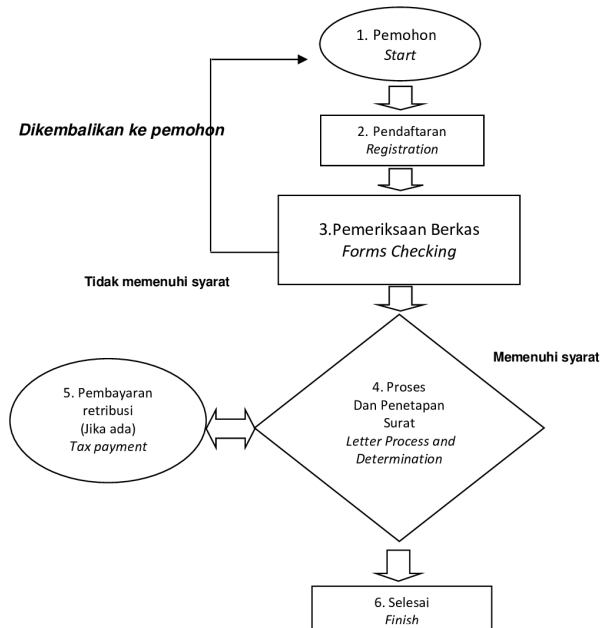 1. Pemohon
Start
Dikembalikan ke pemohon
2. Pendaftaran
Registration
3.Pemeriksaan Berkas
Forms Checking
Tidak memenuhi syarat
Memenuhi syarat
4. Proses
Dan Penetapan
Surat
Letter Process and
Determination
5. Pembayaran
retribusi
(Jika ada)
Tax payment
6. Selesai
Finish